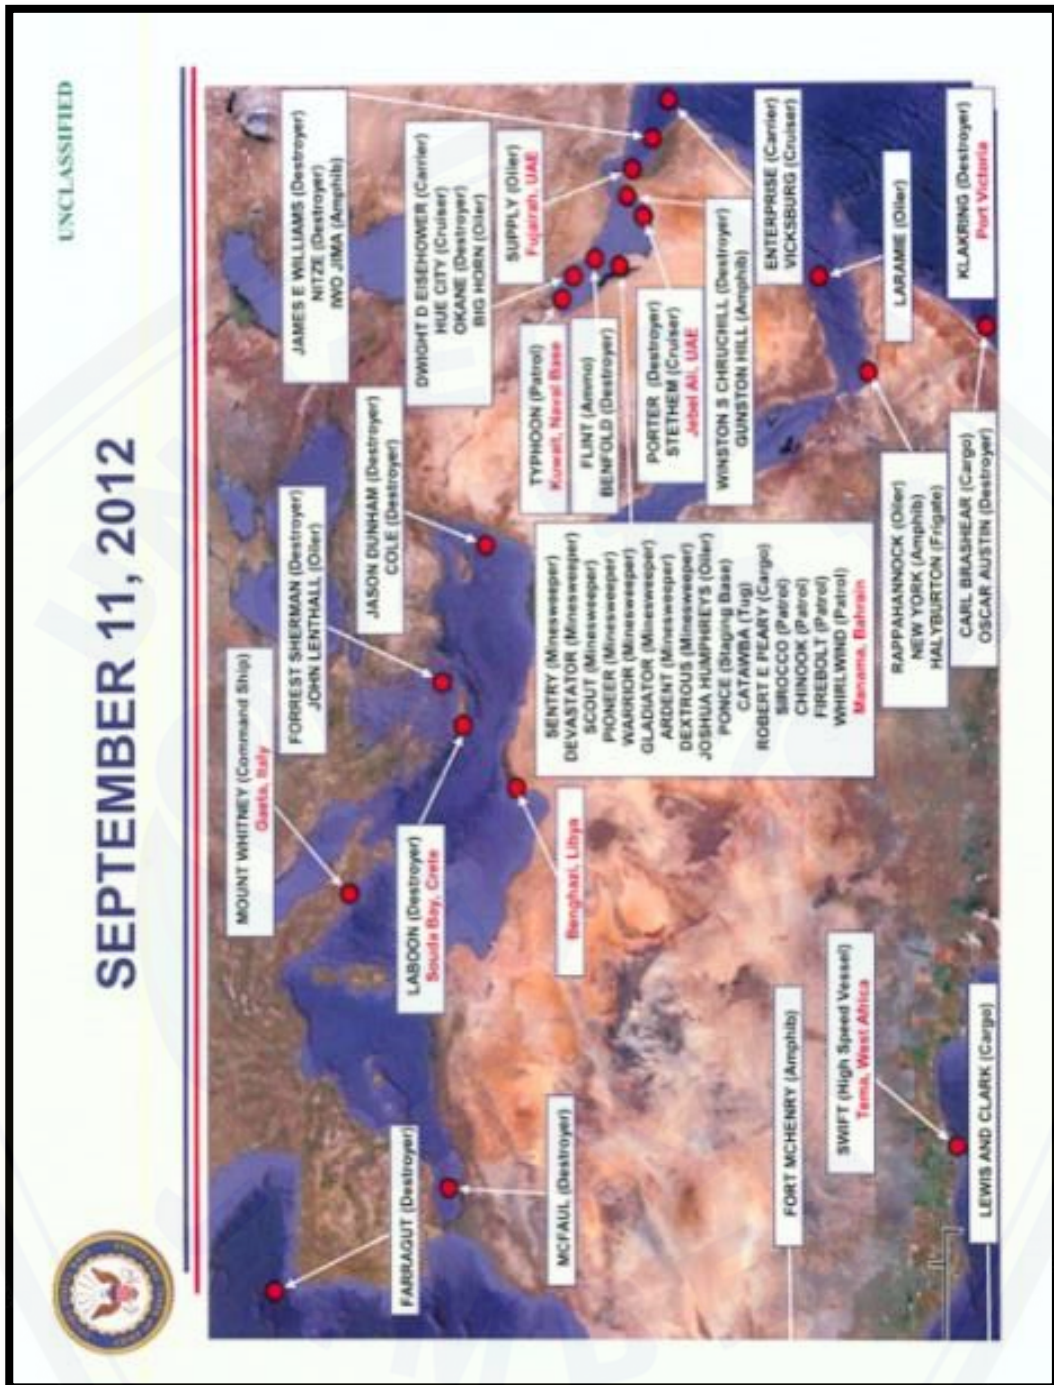 UNCLASSIFIED
SEPTEMBER 11, 2012
MOUNT WHITNEY (Command Ship)
Gaeta, Italy
FORREST SHERMAN (Destroyer)
JOHN LENTHALL (Oiler)
JASON DUNHAM (Destroyer)
COLE (Destroyer)
JAMES E WILLIAMS (Destroyer)
NITZE (Destroyer)
IWO JIMA (Amphib)
DWIGHT D EISEHOWER (Carrier)
HUE CITY (Cruiser)
OKANE (Destroyer)
BIG HORN (Oiler)
SUPPLY (Oiler)
Fujairah, UAE
FARRAGUT (Destroyer)
LABOON (Destroyer)
Souda Bay, Crete
TYPHOON (Patrol)
Kuwait, Naval Base
FLINT (Ammo)
BENFOLD (Destroyer)
PORTER (Destroyer)
STETHEM (Cruiser)
Jebel Ali, UAE
WINSTON S CHRUCHILL (Destroyer)
GUNSTON HILL (Amphib)
ENTERPRISE (Carrier)
VICKSBURG (Cruiser)
MCFAUL (Destroyer)
Benghazi, Libya
SENTRY (Minesweeper)
DEVASTATOR (Minesweeper)
SCOUT (Minesweeper)
PIONEER (Minesweeper)
WARRIOR (Minesweeper)
GLADIATOR (Minesweeper)
ARDENT (Minesweeper)
DEXTRIOUS (Minesweeper)
JOSHUA HUMPHREYS (Oiler)
PONCE (Staging Base)
CATAWBA (Tug)
ROBERT E PEARY (Cargo)
SIROCCO (Patrol)
CHINOOK (Patrol)
FIREBOLT (Patrol)
WHIRLWIND (Patrol)
Manama, Bahrain
LARAMIE (Oiler)
FORT MCHENRY (Amphib)
SWIFT (High Speed Vessel)
Tema, West Africa
RAPPAHANNOCK (Oiler)
NEW YORK (Amphib)
HALYBURTON (Frigate)
KLAKRING (Destroyer)
Port Victoria
CARL BRASHEAR (Cargo)
OSCAR AUSTIN (Destroyer)
LEWIS AND CLARK (Cargo)